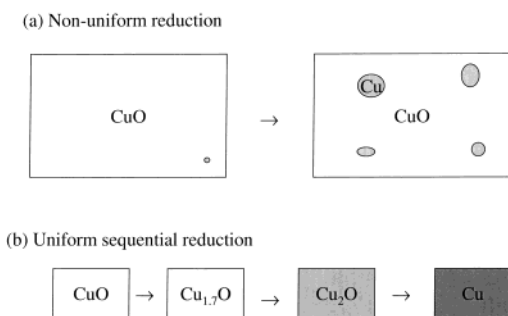 (a) Non-uniform reduction
CuO
→
Cu
CuO
(b) Uniform sequential reduction
CuO → Cu1.7O → Cu2O → Cu